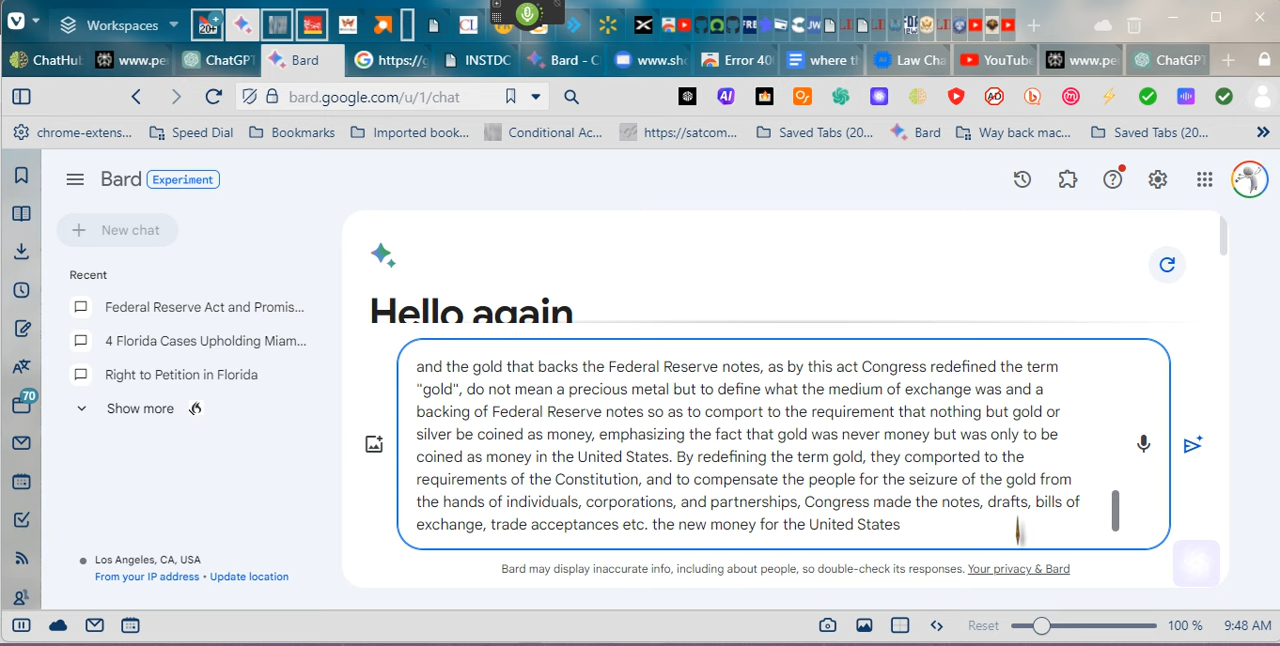 Workspaces
20+
CL
FRE
JW
ChatHu
www.pe
ChatGPT
Bard
https://g
INSTDC
Bard - C
www.sho
Error 40
where th
Law Cha
YouTube
www.pe
ChatGPT
bard.google.com/u/1/chat
AI
chrome-extens...
Speed Dial
Bookmarks
Imported book...
Conditional Ac...
https://satcom...
Saved Tabs (20...
Bard
Way back mac...
Saved Tabs (20...
Bard
Experiment
New chat
Recent
Federal Reserve Act and Promis...
4 Florida Cases Upholding Miam...
Right to Petition in Florida
Show more
70
Hello again
and the gold that backs the Federal Reserve notes, as by this act Congress redefined the term
"gold", do not mean a precious metal but to define what the medium of exchange was and a
backing of Federal Reserve notes so as to comport to the requirement that nothing but gold or
silver be coined as money, emphasizing the fact that gold was never money but was only to be
coined as money in the United States. By redefining the term gold, they comported to the
requirements of the Constitution, and to compensate the people for the seizure of the gold from
the hands of individuals, corporations, and partnerships, Congress made the notes, drafts, bills of
exchange, trade acceptances etc. the new money for the United States
Los Angeles, CA, USA
From your IP address • Update location
Bard may display inaccurate info, including about people, so double-check its responses. Your privacy & Bard
Reset
100 %
9:48 AM